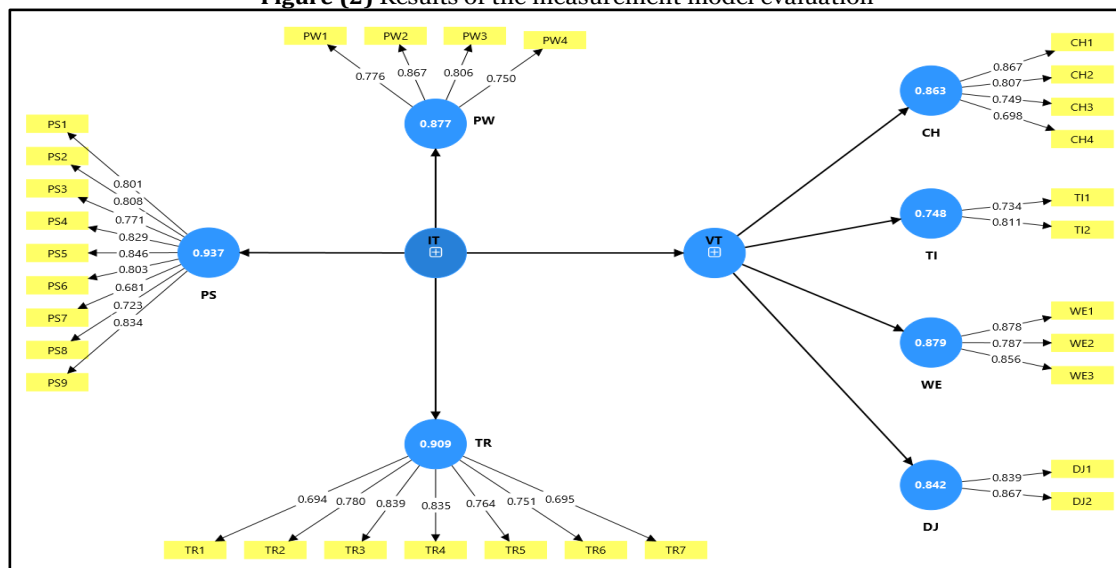 Figure (2) Results of the measurement model evaluation
PW1
PW2
PW3
PW4
0.776
0.867
0.806
0.750
0.877
PW
PS1
PS2
PS3
PS4
PS5
PS6
PS7
PS8
PS9
0.801
0.808
0.771
0.829
0.846
0.803
0.681
0.723
0.834
0.937
PS
IT
VT
CH1
CH2
CH3
CH4
0.867
0.807
0.749
0.698
0.863
CH
TI1
TI2
0.734
0.811
0.748
TI
WE1
WE2
WE3
0.878
0.787
0.856
0.879
WE
DJ1
DJ2
0.839
0.867
0.842
DJ
0.909
TR
0.694
0.780
0.839
0.835
0.764
0.751
0.695
TR1
TR2
TR3
TR4
TR5
TR6
TR7